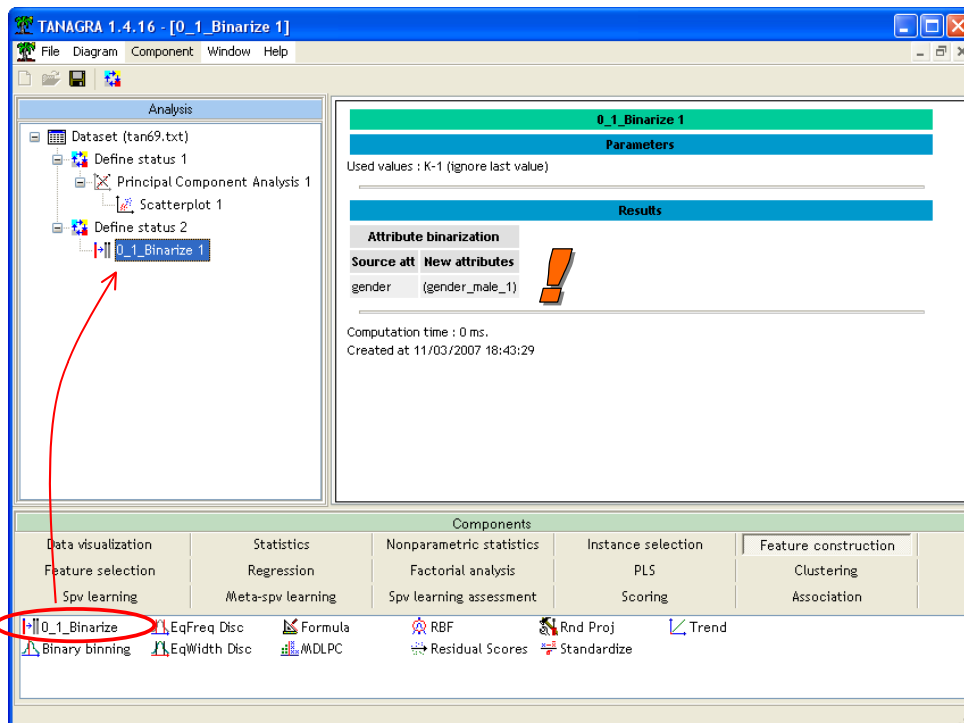 TANAGRA 1.4.16 - [0_1_Binarize 1]
File Diagram Component Window Help
Analysis
Dataset (tan69.txt)
Define status 1
Principal Component Analysis 1
Scatterplot 1
Define status 2
0_1_Binarize 1
0_1_Binarize 1
Parameters
Used values : K-1 (ignore last value)
Results
Attribute binarization
Source att New attributes
gender (gender_male_1)
Computation time : 0 ms.
Created at 11/03/2007 18:43:29
Components
Data visualization Statistics Nonparametric statistics Instance selection Feature construction
Feature selection Regression Factorial analysis PLS Clustering
Spv learning Meta-spv learning Spv learning assessment Scoring Association
0_1_Binarize EqFreq Disc Formula RBF Rnd Proj Trend
Binary binning EqWidth Disc MDLPC Residual Scores Standardize